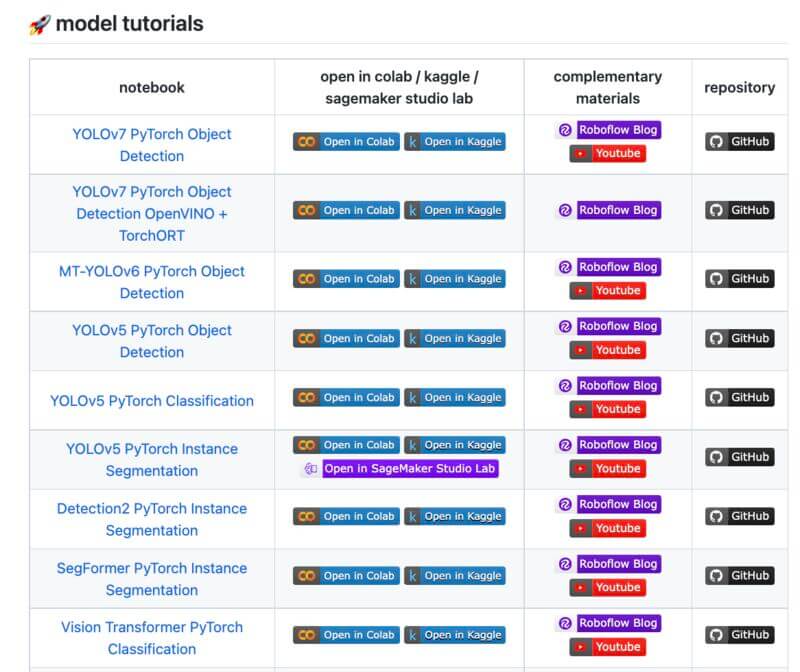 🚀 model tutorials
notebook
open in colab / kaggle /
sagemaker studio lab
complementary
materials
repository
YOLOv7 PyTorch Object
Detection
Open in Colab
Open in Kaggle
Roboflow Blog
Youtube
GitHub
YOLOv7 PyTorch Object
Detection OpenVINO +
TorchORT
Open in Colab
Open in Kaggle
Roboflow Blog
GitHub
MT-YOLOv6 PyTorch Object
Detection
Open in Colab
Open in Kaggle
Roboflow Blog
Youtube
GitHub
YOLOv5 PyTorch Object
Detection
Open in Colab
Open in Kaggle
Roboflow Blog
Youtube
GitHub
YOLOv5 PyTorch Classification
Open in Colab
Open in Kaggle
Roboflow Blog
Youtube
GitHub
YOLOv5 PyTorch Instance
Segmentation
Open in Colab
Open in Kaggle
Open in SageMaker Studio Lab
Roboflow Blog
Youtube
GitHub
Detection2 PyTorch Instance
Segmentation
Open in Colab
Open in Kaggle
Roboflow Blog
Youtube
GitHub
SegFormer PyTorch Instance
Segmentation
Open in Colab
Open in Kaggle
Roboflow Blog
Youtube
GitHub
Vision Transformer PyTorch
Classification
Open in Colab
Open in Kaggle
Roboflow Blog
Youtube
GitHub